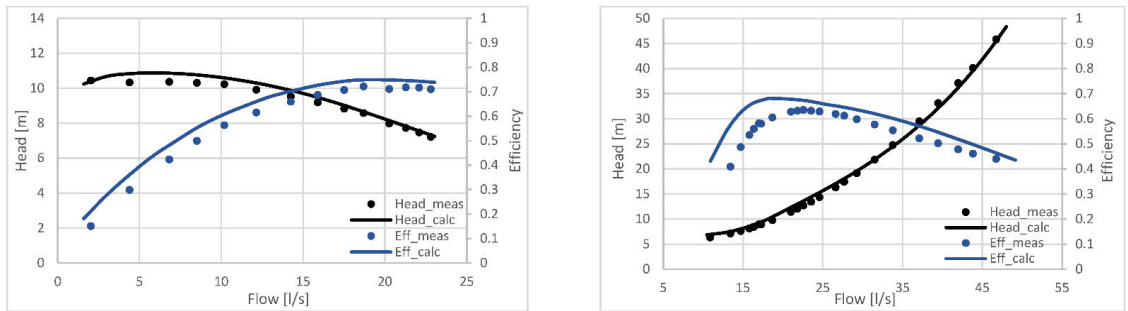 14
12
10
8
6
4
2
0
Head [m]
1
0.9
0.8
0.7
0.6
0.5
0.4
0.3
0.2
0.1
0
Efficiency
Head_meas
Head_calc
Eff_meas
Eff_calc
0 5 10 15 20 25
Flow [l/s]
50
45
40
35
30
25
20
15
10
5
0
Head [m]
1
0.9
0.8
0.7
0.6
0.5
0.4
0.3
0.2
0.1
0
Efficiency
Head_meas
Head_calc
Eff_meas
Eff_calc
5 15 25 35 45 55
Flow [l/s]